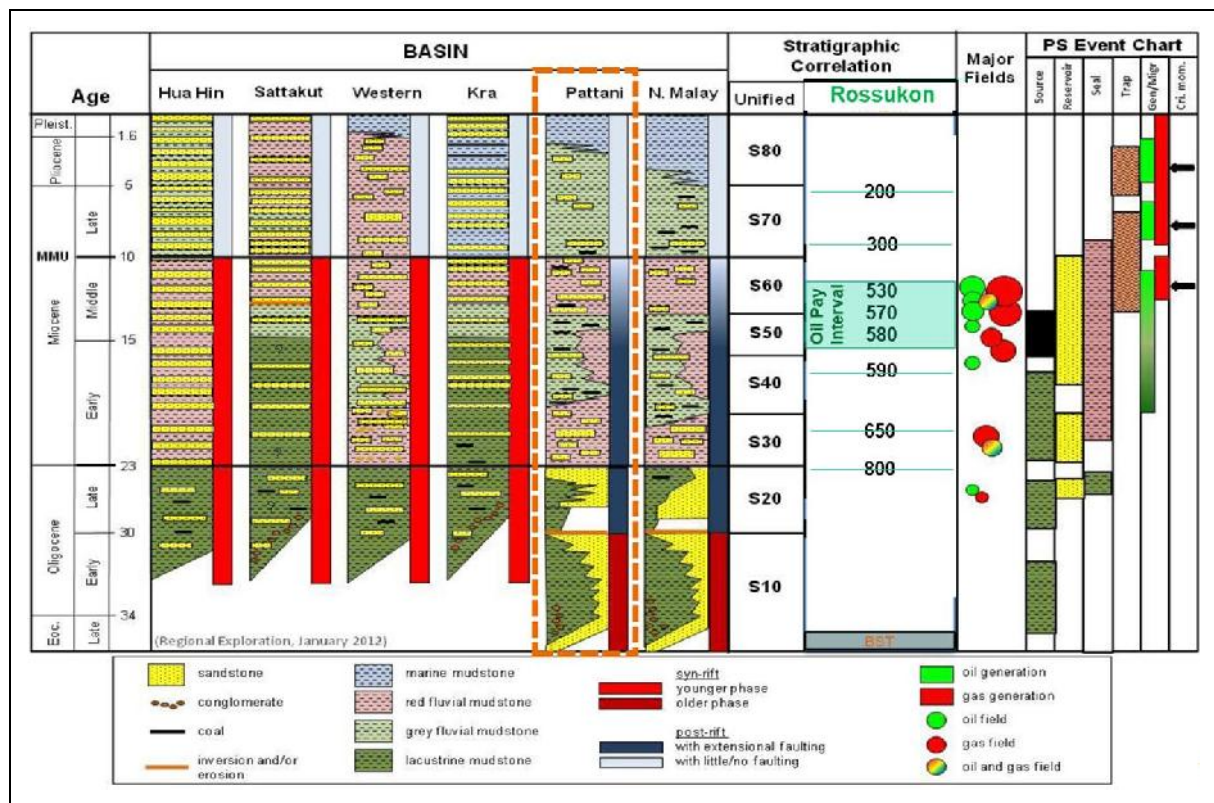 BASIN
Stratigraphic Correlation
Major Fields
PS Event Chart
Age
Hua Hin
Sattakut
Western
Kra
Pattani
N. Malay
Unified
Rossukon
Source
Reservoir
Seal
Trap
Gen/Migr
Cri. mom.
Pleist.
Pliocene
Miocene
Oligocene
Eoc.
Late
Middle
Early
Late
Early
Late
MMU
1.6
5
10
15
23
30
34
S80
S70
S60
S50
S40
S30
S20
S10
200
300
530
570
580
590
650
800
Oil Pay Interval
BST
(Regional Exploration, January 2012)
sandstone
conglomerate
coal
inversion and/or erosion
marine mudstone
red fluvial mudstone
grey fluvial mudstone
lacustrine mudstone
syn-rift
younger phase
older phase
post-rift
with extensional faulting
with little/no faulting
oil generation
gas generation
oil field
gas field
oil and gas field